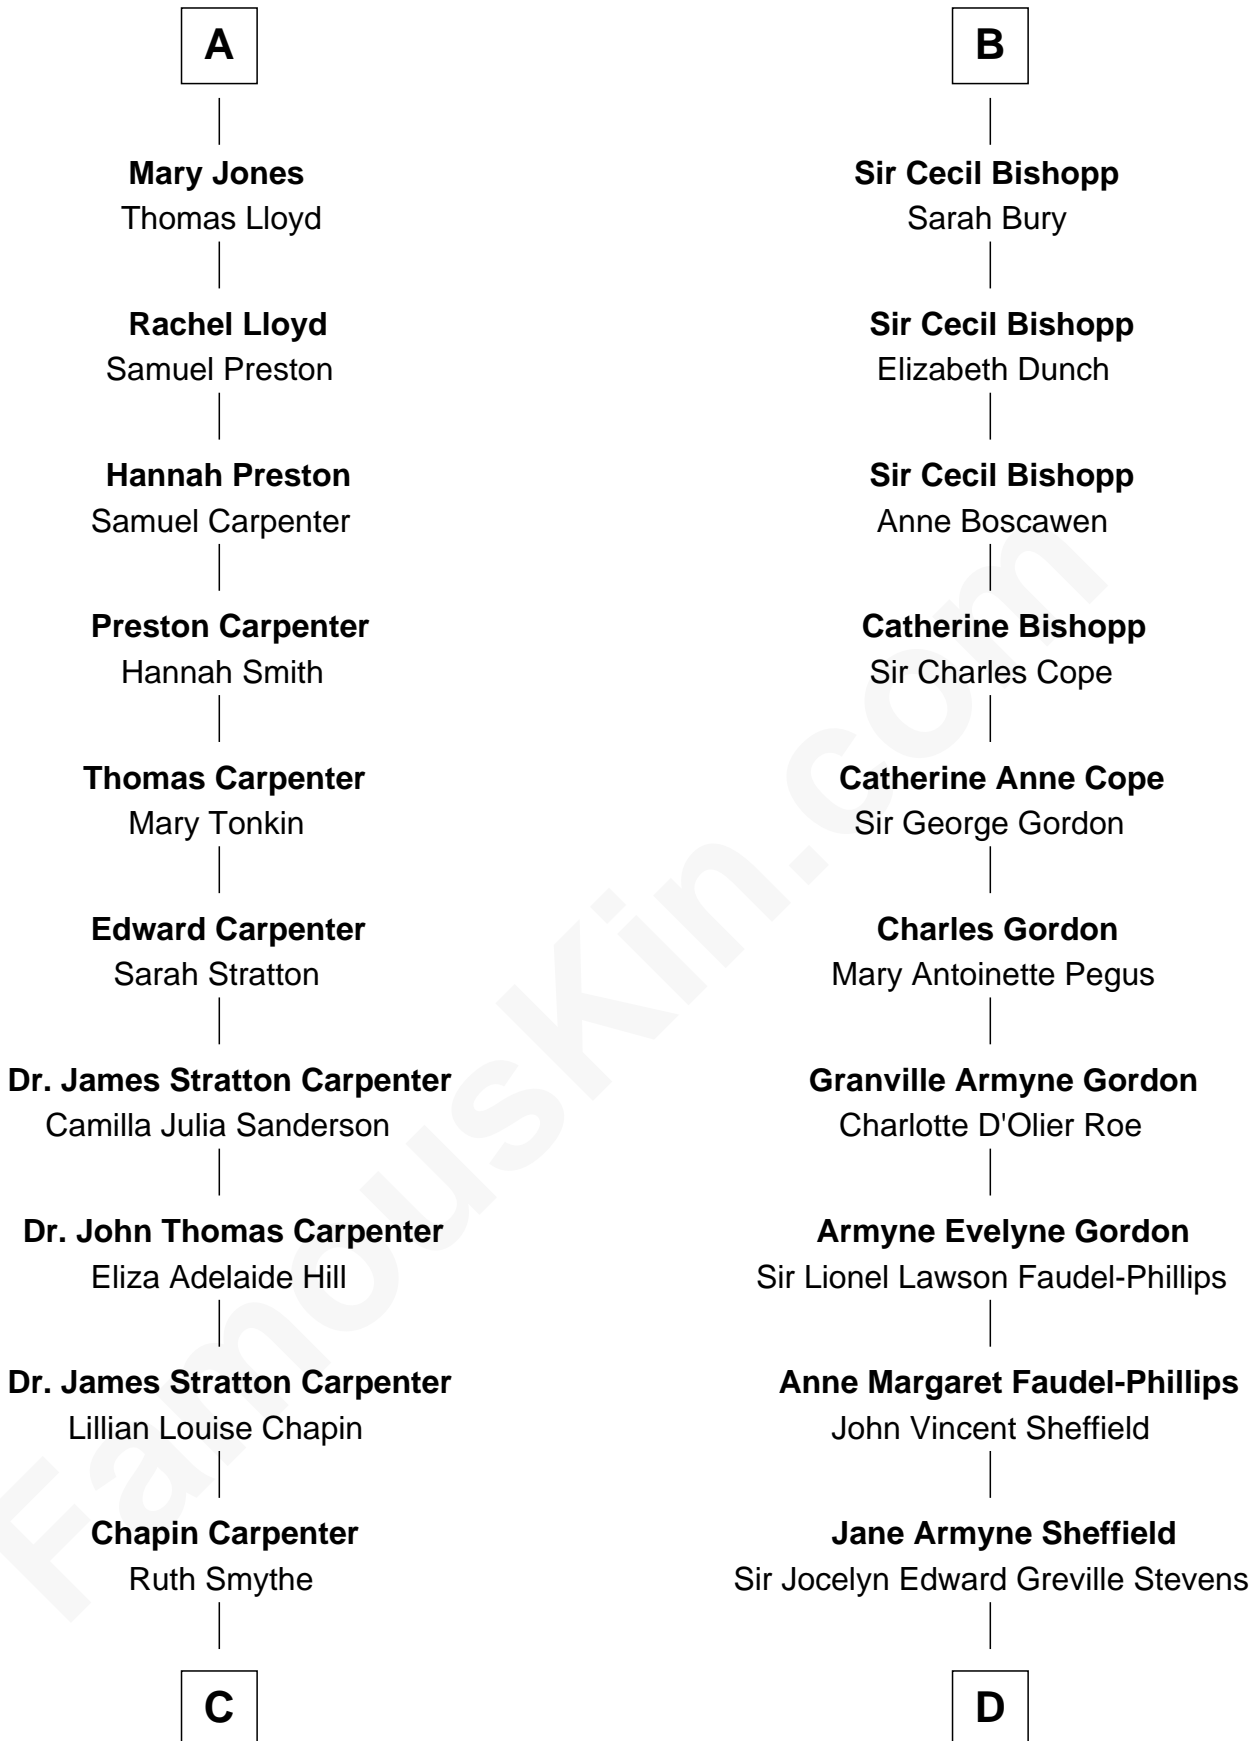 A
Mary Jones
Thomas Lloyd
Rachel Lloyd
Samuel Preston
Hannah Preston
Samuel Carpenter
Preston Carpenter
Hannah Smith
Thomas Carpenter
Mary Tonkin
Edward Carpenter
Sarah Stratton
Dr. James Stratton Carpenter
Camilla Julia Sanderson
Dr. John Thomas Carpenter
Eliza Adelaide Hill
Dr. James Stratton Carpenter
Lillian Louise Chapin
Chapin Carpenter
Ruth Smythe
C
B
Sir Cecil Bishopp
Sarah Bury
Sir Cecil Bishopp
Elizabeth Dunch
Sir Cecil Bishopp
Anne Boscawen
Catherine Bishopp
Sir Charles Cope
Catherine Anne Cope
Sir George Gordon
Charles Gordon
Mary Antoinette Pegus
Granville Armyne Gordon
Charlotte D'Olier Roe
Armyne Evelyne Gordon
Sir Lionel Lawson Faudel-Phillips
Anne Margaret Faudel-Phillips
John Vincent Sheffield
Jane Armyne Sheffield
Sir Jocelyn Edward Greville Stevens
D
FamousKin.com